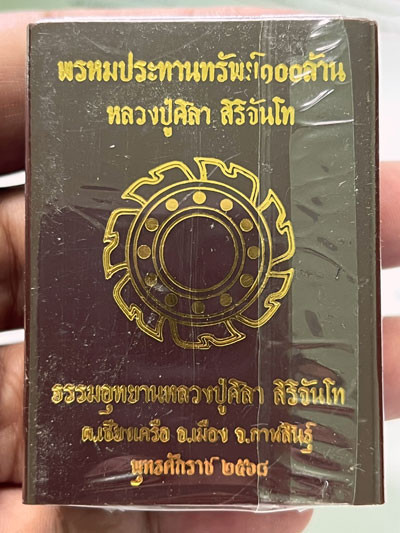 พรหมประทานทรัพย์๑๐๐ล้าน
หลวงปู่ศิลา สิริจันโท
ธรรมอุทยานหลวงปู่ศิลา สิริจันโท
ต.เชียงเครือ อ.เมือง จ.กาฬสินธุ์
พุทธศักราช ๒๕๖๘